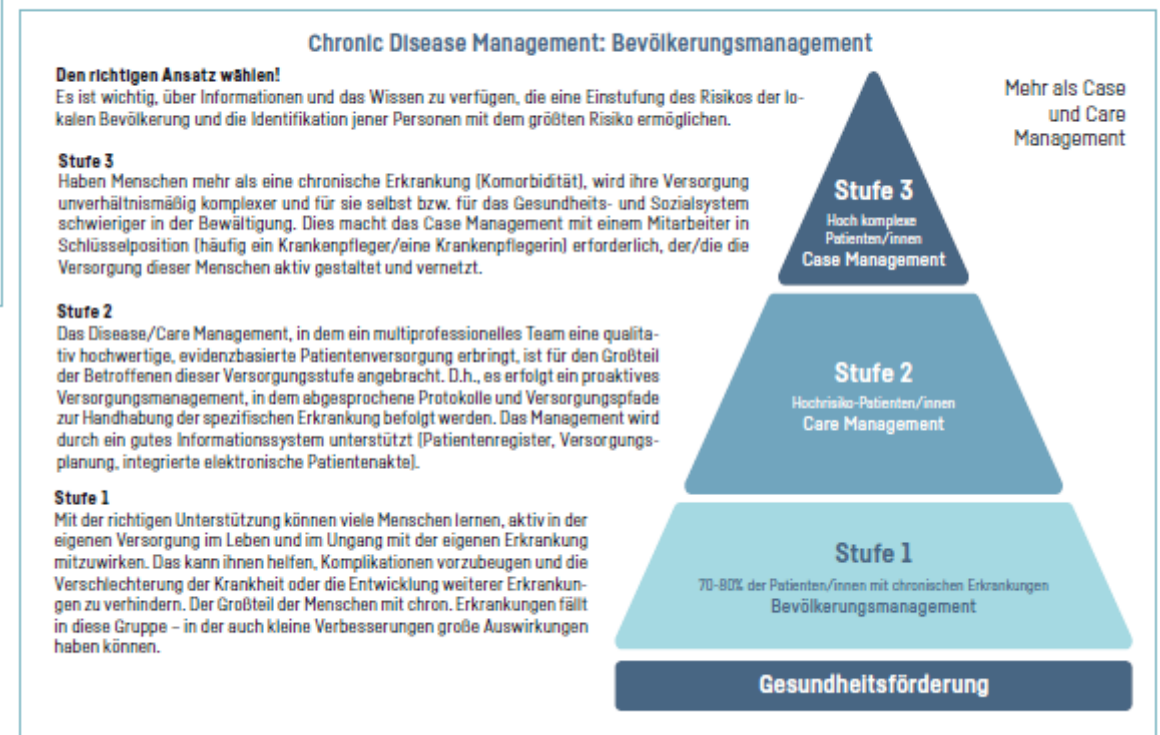 Chronic Disease Management: Bevölkerungsmanagement
Den richtigen Ansatz wählen!
Es ist wichtig, über Informationen und das Wissen zu verfügen, die eine Einstufung des Risikos der lo-
kalen Bevölkerung und die Identifikation jener Personen mit dem größten Risiko ermöglichen.
Stufe 3
Haben Menschen mehr als eine chronische Erkrankung (Komorbidität), wird ihre Versorgung
unverhältnismäßig komplexer und für sie selbst bzw. für das Gesundheits- und Sozialsystem
schwieriger in der Bewältigung. Dies macht das Case Management mit einem Mitarbeiter in
Schlüsselposition (häufig ein Krankenpfleger/eine Krankenpflegerin) erforderlich, der/die die
Versorgung dieser Menschen aktiv gestaltet und vernetzt.
Stufe 2
Das Disease/Care Management, in dem ein multiprofessionelles Team eine qualita-
tiv hochwertige, evidenzbasierte Patientenversorgung erbringt, ist für den Großteil
der Betroffenen dieser Versorgungsstufe angebracht. D.h., es erfolgt ein proaktives
Versorgungsmanagement, in dem abgesprochene Protokolle und Versorgungspfade
zur Handhabung der spezifischen Erkrankung befolgt werden. Das Management wird
durch ein gutes Informationssystem unterstützt (Patientenregister, Versorgungs-
planung, integrierte elektronische Patientenakte).
Stufe 1
Mit der richtigen Unterstützung können viele Menschen lernen, aktiv in der
eigenen Versorgung im Leben und im Ungang mit der eigenen Erkrankung
mitzuwirken. Das kann ihnen helfen, Komplikationen vorzubeugen und die
Verschlechterung der Krankheit oder die Entwicklung weiterer Erkrankun-
gen zu verhindern. Der Großteil der Menschen mit chron. Erkrankungen fällt
in diese Gruppe – in der auch kleine Verbesserungen große Auswirkungen
haben können.
Mehr als Case
und Care
Management
Stufe 3
Hoch komplexe
Patienten/innen
Case Management
Stufe 2
Hochrisiko-Patienten/innen
Care Management
Stufe 1
70-80% der Patienten/innen mit chronischen Erkrankungen
Bevölkerungsmanagement
Gesundheitsförderung